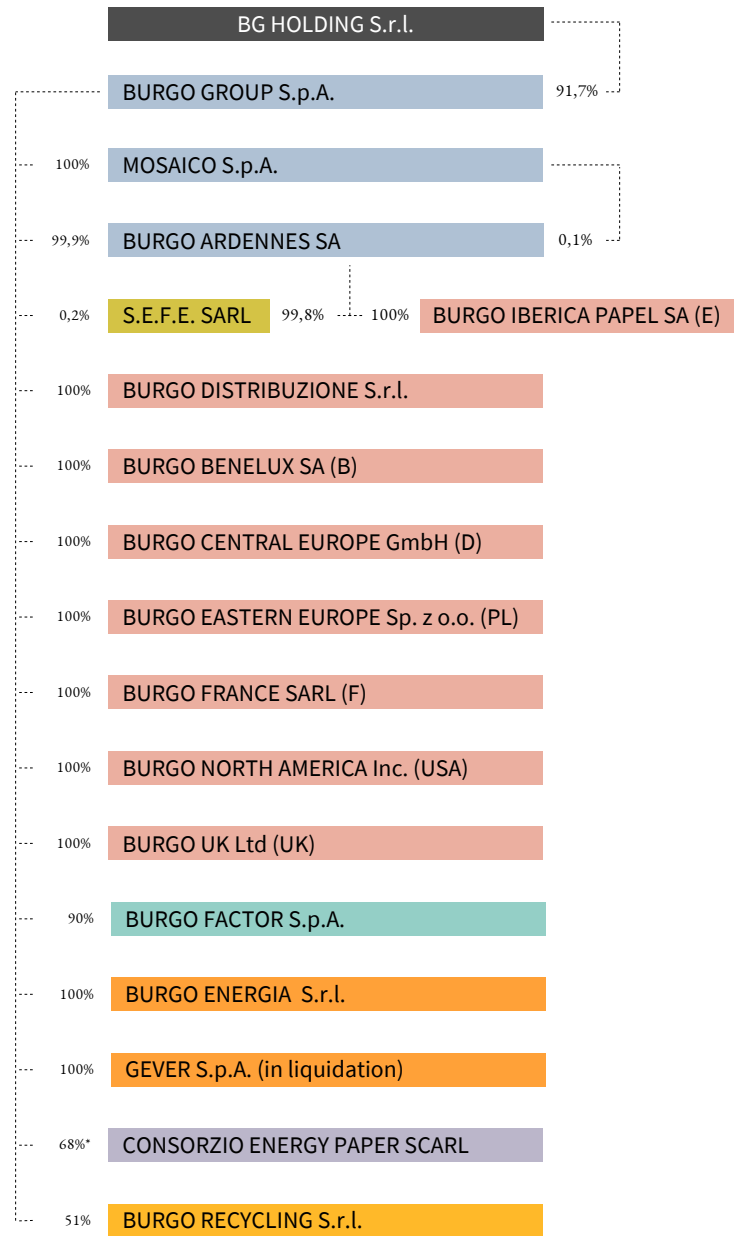 BG HOLDING S.r.l.
BURGO GROUP S.p.A. 91,7%
100% MOSAICO S.p.A.
99,9% BURGO ARDENNES SA 0,1%
0,2% S.E.F.E. SARL 99,8% 100% BURGO IBERICA PAPEL SA (E)
100% BURGO DISTRIBUZIONE S.r.l.
100% BURGO BENELUX SA (B)
100% BURGO CENTRAL EUROPE GmbH (D)
100% BURGO EASTERN EUROPE Sp. z o.o. (PL)
100% BURGO FRANCE SARL (F)
100% BURGO NORTH AMERICA Inc. (USA)
100% BURGO UK Ltd (UK)
90% BURGO FACTOR S.p.A.
100% BURGO ENERGIA S.r.l.
100% GEVER S.p.A. (in liquidation)
68%* CONSORZIO ENERGY PAPER SCARL
51% BURGO RECYCLING S.r.l.